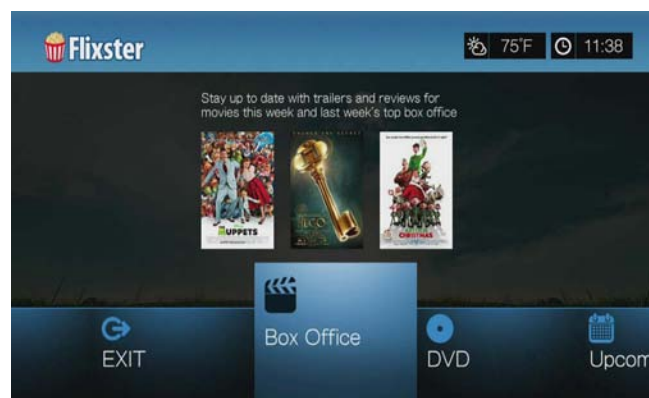 Flixster
75°F
11:38
Stay up to date with trailers and reviews for
movies this week and last week's top box office
MUPPETS
HUGO
CHRISTMAS
Box Office
EXIT
DVD
Upcom